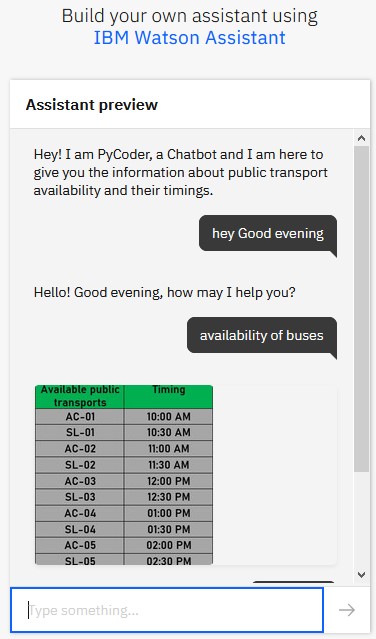 Build your own assistant using
IBM Watson Assistant
Assistant preview
Hey! I am PyCoder, a Chatbot and I am here to
give you the information about public transport
availability and their timings.
hey Good evening
Hello! Good evening, how may I help you?
availability of buses
Available public transports Timing
AC-01 10:00 AM
SL-01 10:30 AM
AC-02 11:00 AM
SL-02 11:30 AM
AC-03 12:00 PM
SL-03 12:30 PM
AC-04 01:00 PM
SL-04 01:30 PM
AC-05 02:00 PM
SL-05 02:30 PM
Type something...